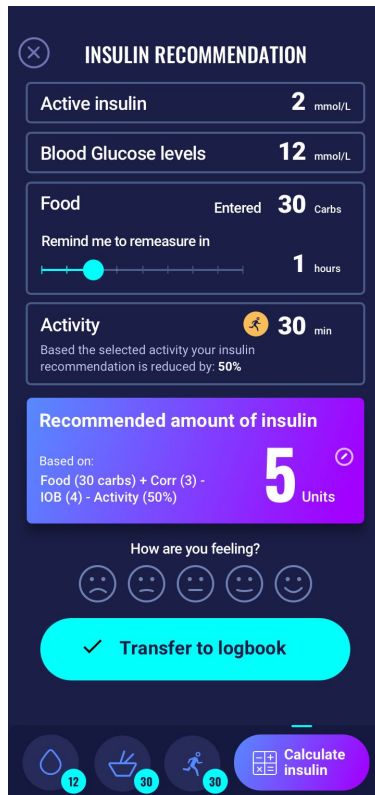 INSULIN RECOMMENDATION
Active insulin 2 mmol/L
Blood Glucose levels 12 mmol/L
Food Entered 30 Carbs
Remind me to remeasure in
1 hours
Activity 30 min
Based the selected activity your insulin
recommendation is reduced by: 50%
Recommended amount of insulin
Based on:
Food (30 carbs) + Corr (3) -
IOB (4) - Activity (50%)
5 Units
How are you feeling?
Transfer to logbook
12
30
30
Calculate
insulin